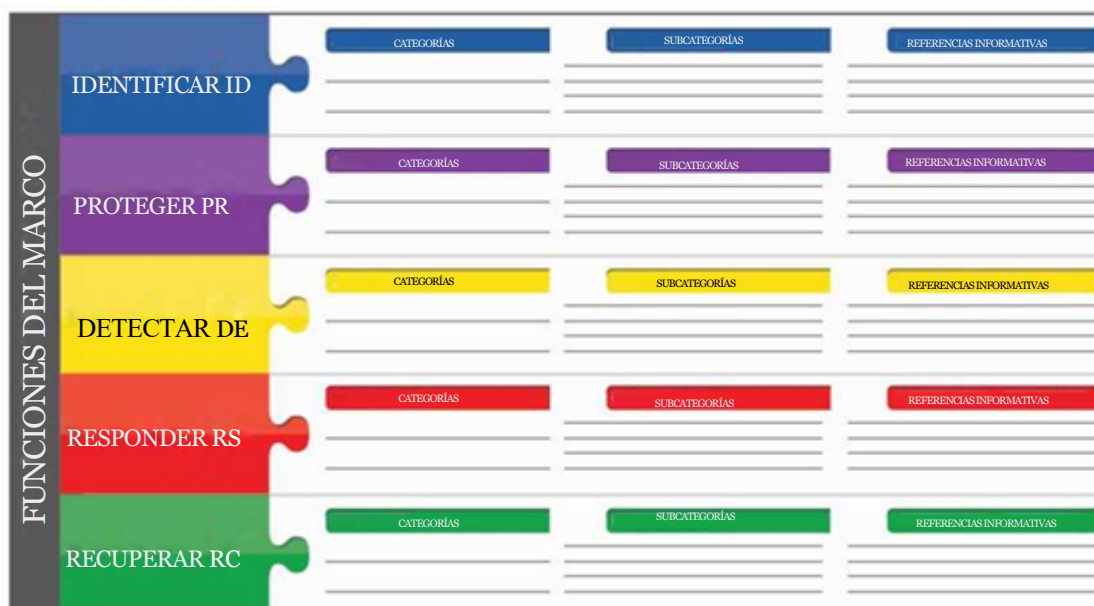 FUNCIONES DEL MARCO
IDENTIFICAR ID
CATEGORÍAS
SUBCATEGORÍAS
REFERENCIAS INFORMATIVAS
PROTEGER PR
CATEGORÍAS
SUBCATEGORÍAS
REFERENCIAS INFORMATIVAS
DETECTAR DE
CATEGORÍAS
SUBCATEGORÍAS
REFERENCIAS INFORMATIVAS
RESPONDER RS
CATEGORÍAS
SUBCATEGORÍAS
REFERENCIAS INFORMATIVAS
RECUPERAR RC
CATEGORÍAS
SUBCATEGORÍAS
REFERENCIAS INFORMATIVAS